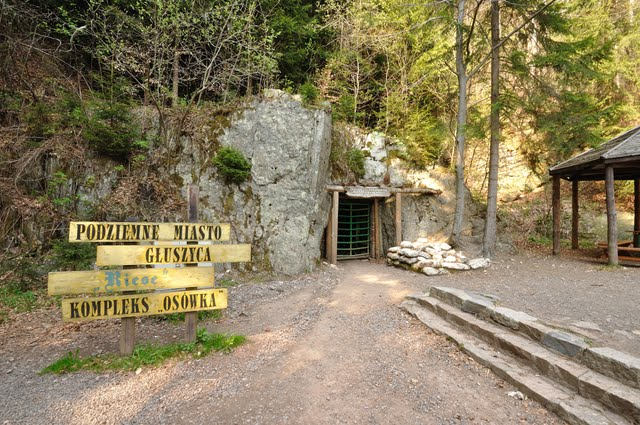 PODZIEMNE MIASTO
GŁUSZYCA
"Riese"
KOMPLEKS „OSÓWKA"